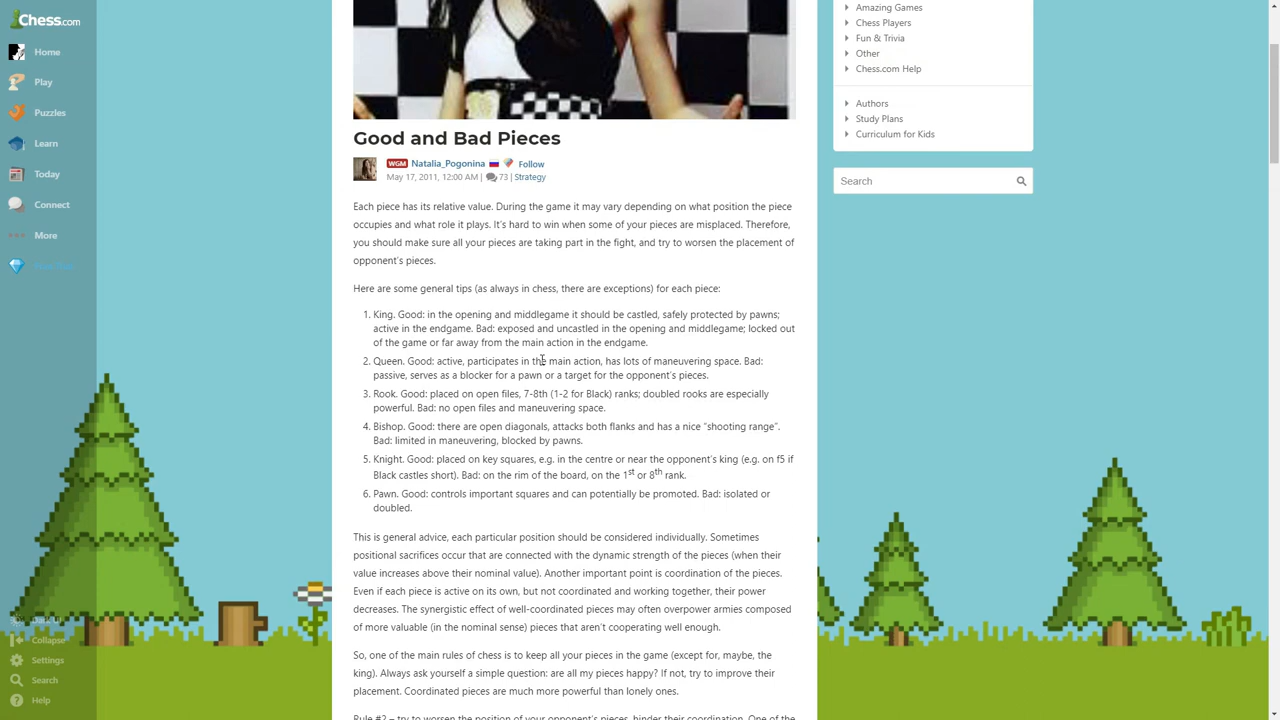 Chess.com
Home
Play
Puzzles
Learn
Today
Connect
More
Dark UI
Collapse
Settings
Search
Help
Good and Bad Pieces
WGM Natalia_Pogonina Follow
May 17, 2011, 12:00 AM | 73 | Strategy
Each piece has its relative value. During the game it may vary depending on what position the piece
occupies and what role it plays. It's hard to win when some of your pieces are misplaced. Therefore,
you should make sure all your pieces are taking part in the fight, and try to worsen the placement of
opponent's pieces.
Here are some general tips (as always in chess, there are exceptions) for each piece:
1. King. Good: in the opening and middlegame it should be castled, safely protected by pawns;
active in the endgame. Bad: exposed and uncastled in the opening and middlegame; locked out
of the game or far away from the main action in the endgame.
2. Queen. Good: active, participates in the main action, has lots of maneuvering space. Bad:
passive, serves as a blocker for a pawn or a target for the opponent's pieces.
3. Rook. Good: placed on open files, 7-8th (1-2 for Black) ranks; doubled rooks are especially
powerful. Bad: no open files and maneuvering space.
4. Bishop. Good: there are open diagonals, attacks both flanks and has a nice "shooting range".
Bad: limited in maneuvering, blocked by pawns.
5. Knight. Good: placed on key squares, e.g. in the centre or near the opponent's king (e.g. on f5 if
Black castles short). Bad: on the rim of the board, on the 1st or 8th rank.
6. Pawn. Good: controls important squares and can potentially be promoted. Bad: isolated or
doubled.
This is general advice, each particular position should be considered individually. Sometimes
positional sacrifices occur that are connected with the dynamic strength of the pieces (when their
value increases above their nominal value). Another important point is coordination of the pieces.
Even if each piece is active on its own, but not coordinated and working together, their power
decreases. The synergistic effect of well-coordinated pieces may often overpower armies composed
of more valuable (in the nominal sense) pieces that aren't cooperating well enough.
So, one of the main rules of chess is to keep all your pieces in the game (except for, maybe, the
king). Always ask yourself a simple question: are all my pieces happy? If not, try to improve their
placement. Coordinated pieces are much more powerful than lonely ones.
Rule #2 – try to worsen the position of your opponent's pieces, hinder their coordination. One of the
Amazing Games
Chess Players
Fun & Trivia
Other
Chess.com Help
Authors
Study Plans
Curriculum for Kids
Search